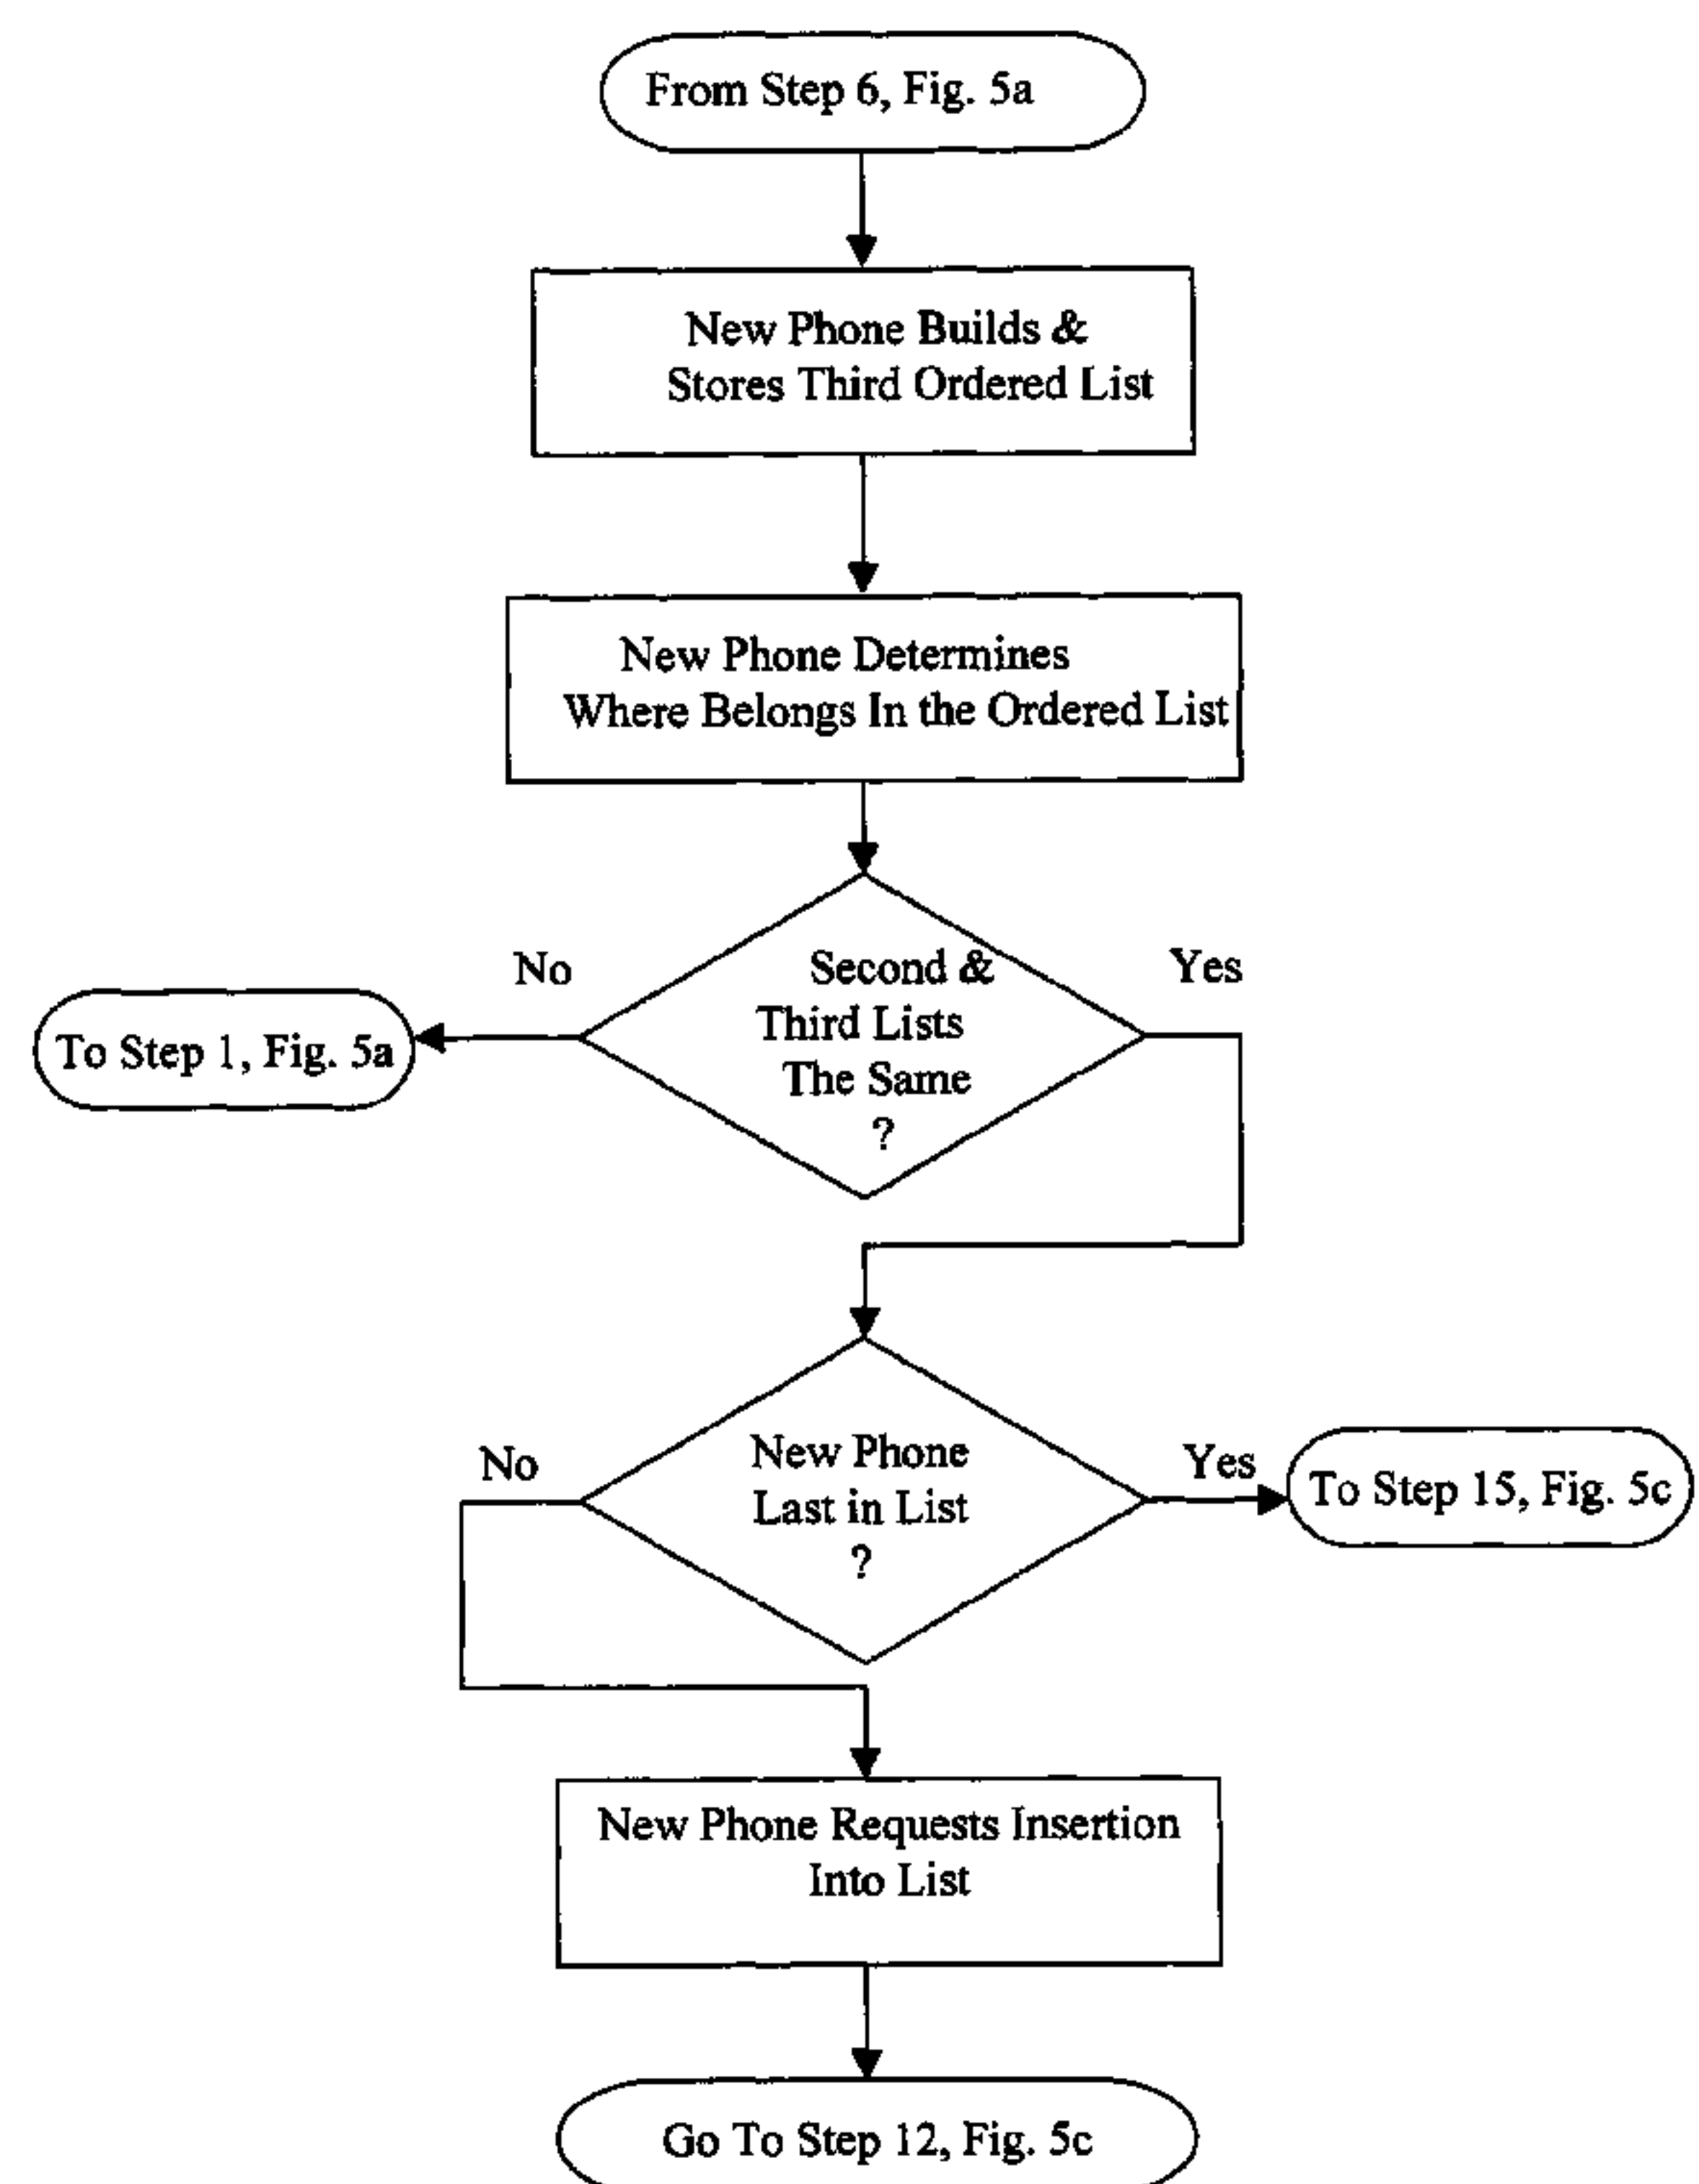 From Step 6, Fig. 5a
New Phone Builds &
Stores Third Ordered List
New Phone Determines
Where Belongs In the Ordered List
No
Second &
Third Lists
The Same
?
Yes
To Step 1, Fig. 5a
No
New Phone
Last in List
?
Yes
To Step 15, Fig. 5c
New Phone Requests Insertion
Into List
Go To Step 12, Fig. 5c